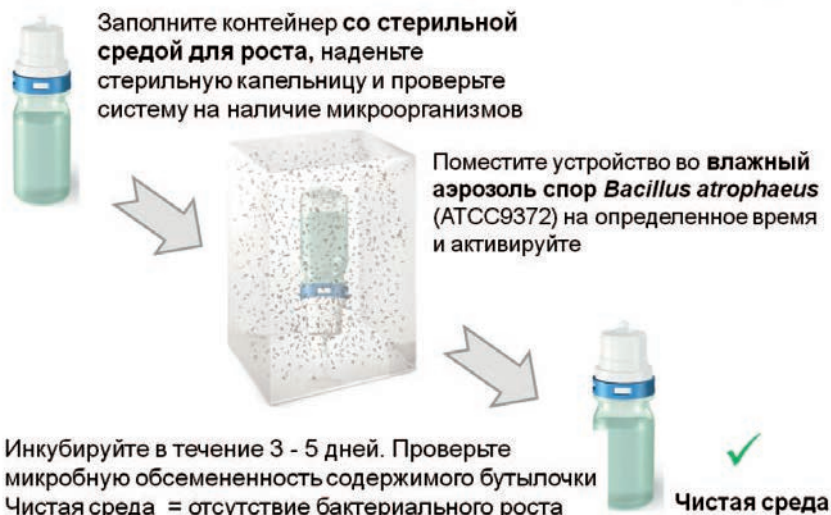 Заполните контейнер со стерильной
средой для роста, наденьте
стерильную капельницу и проверьте
систему на наличие микроорганизмов
Поместите устройство во влажный
аэрозоль спор Bacillus atrophaeus
(ATCC9372) на определенное время
и активируйте
Инкубируйте в течение 3 - 5 дней. Проверьте
микробную обсемененность содержимого бутылочки
Чистая среда = отсутствие бактериального роста
Чистая среда